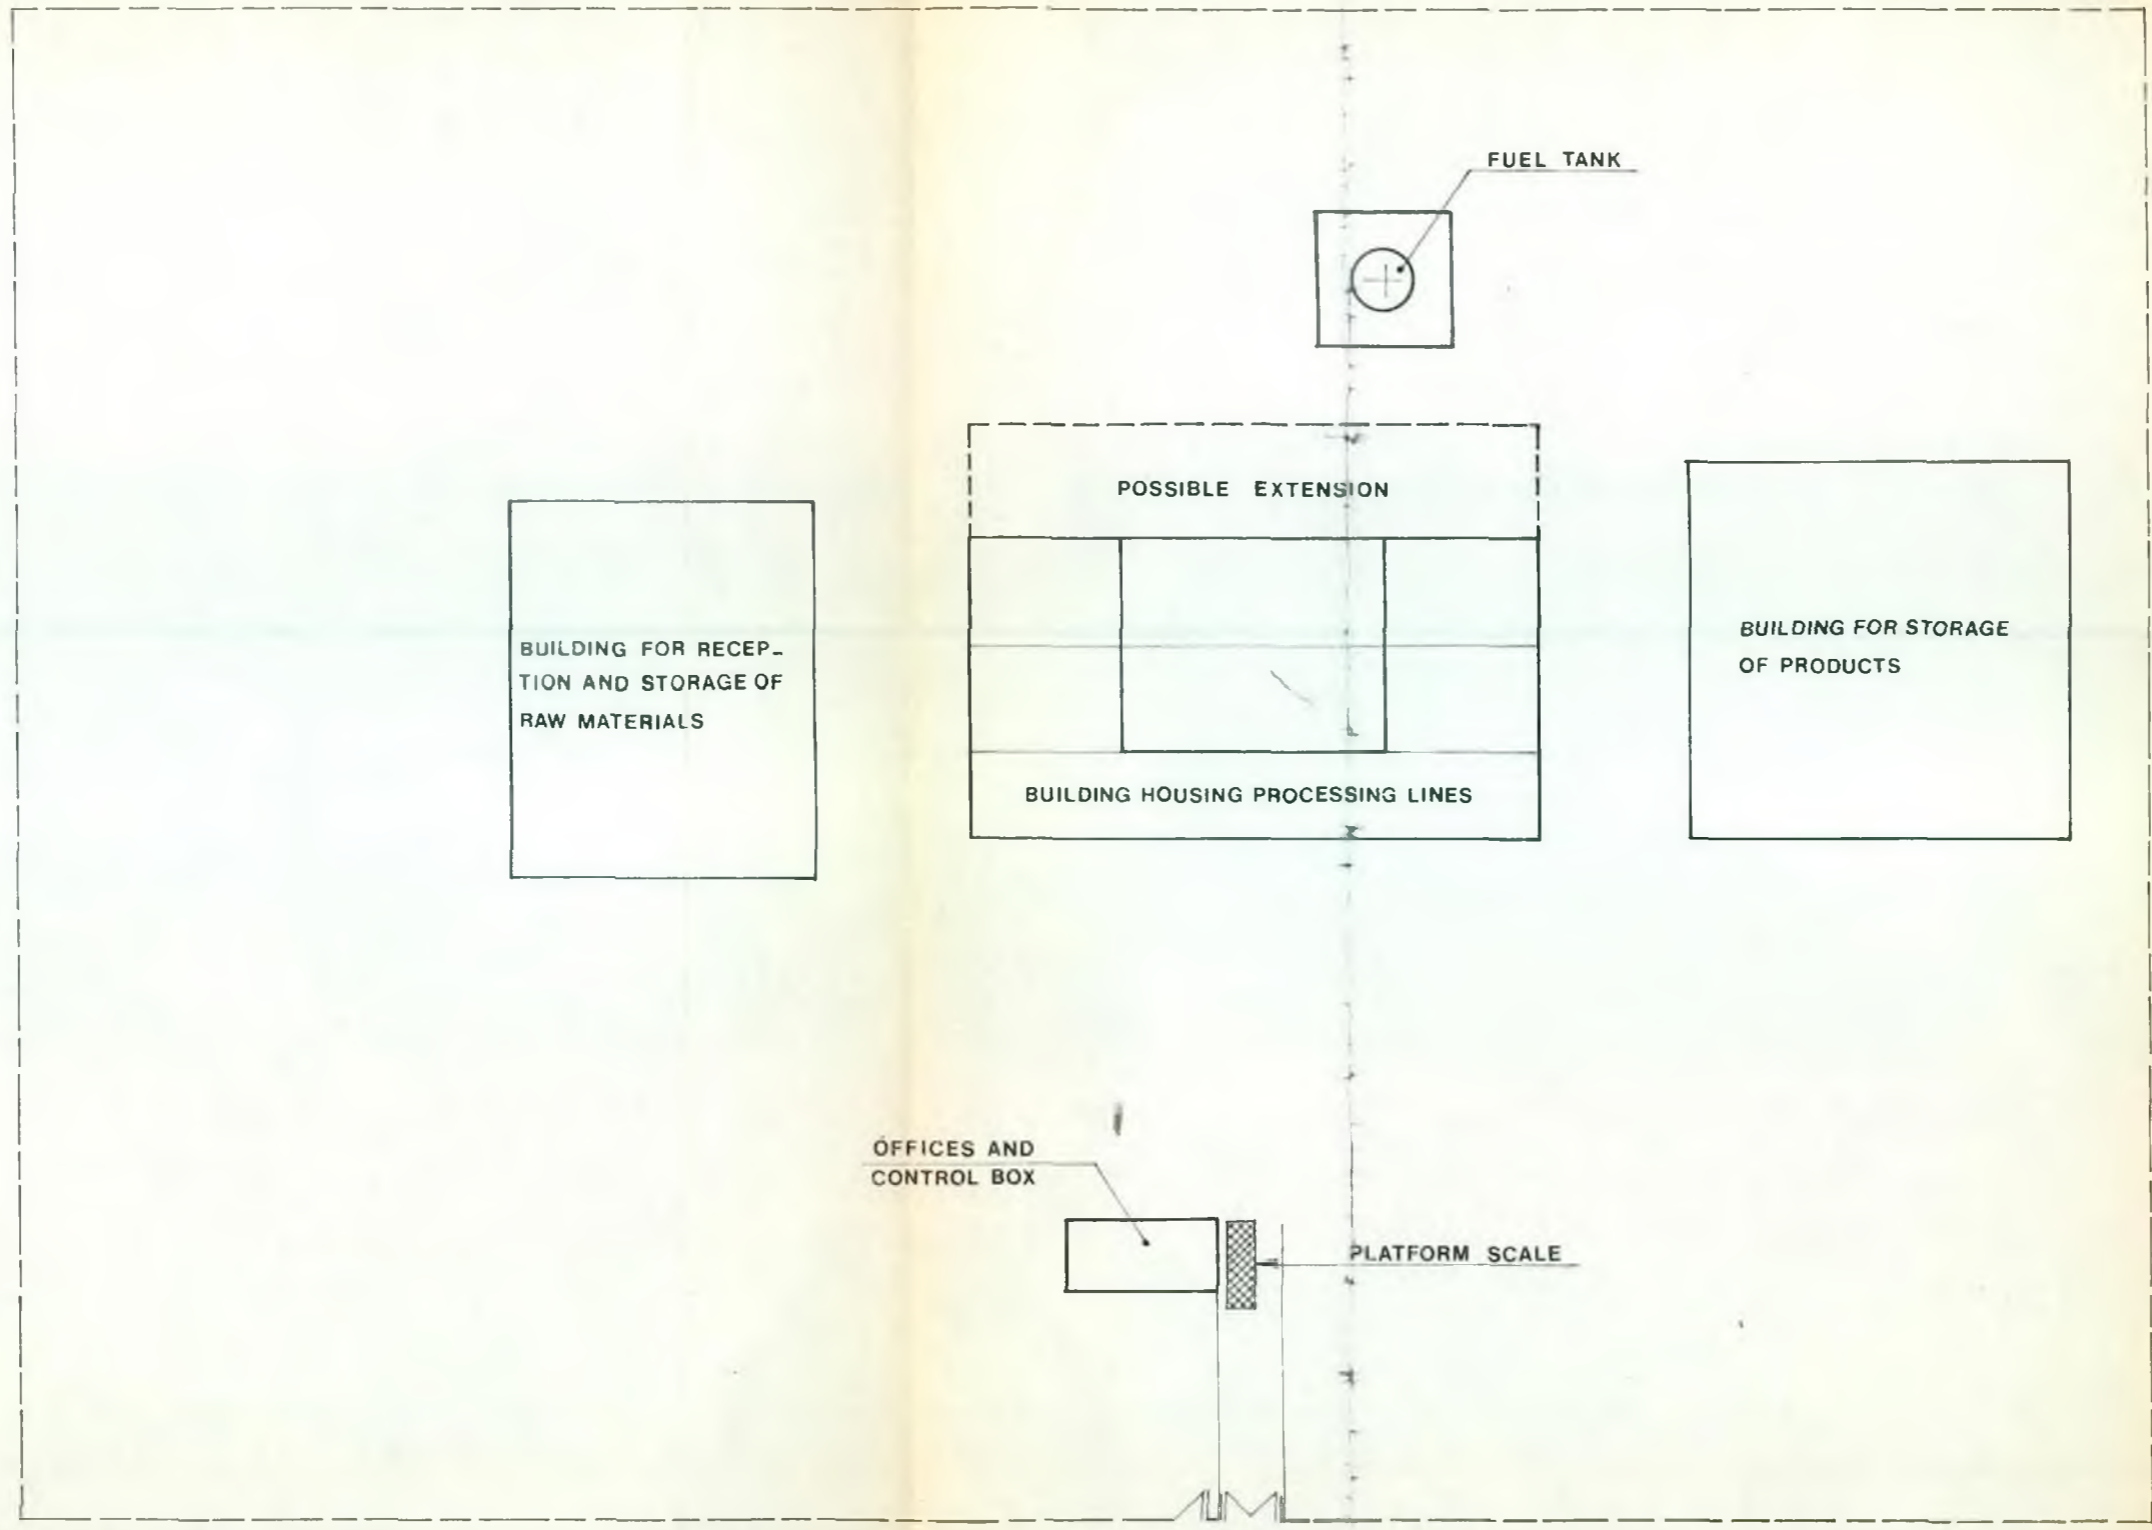 FUEL TANK
POSSIBLE EXTENSION
BUILDING FOR RECEP-
TION AND STORAGE OF
RAW MATERIALS
BUILDING FOR STORAGE
OF PRODUCTS
BUILDING HOUSING PROCESSING LINES
OFFICES AND
CONTROL BOX
PLATFORM SCALE